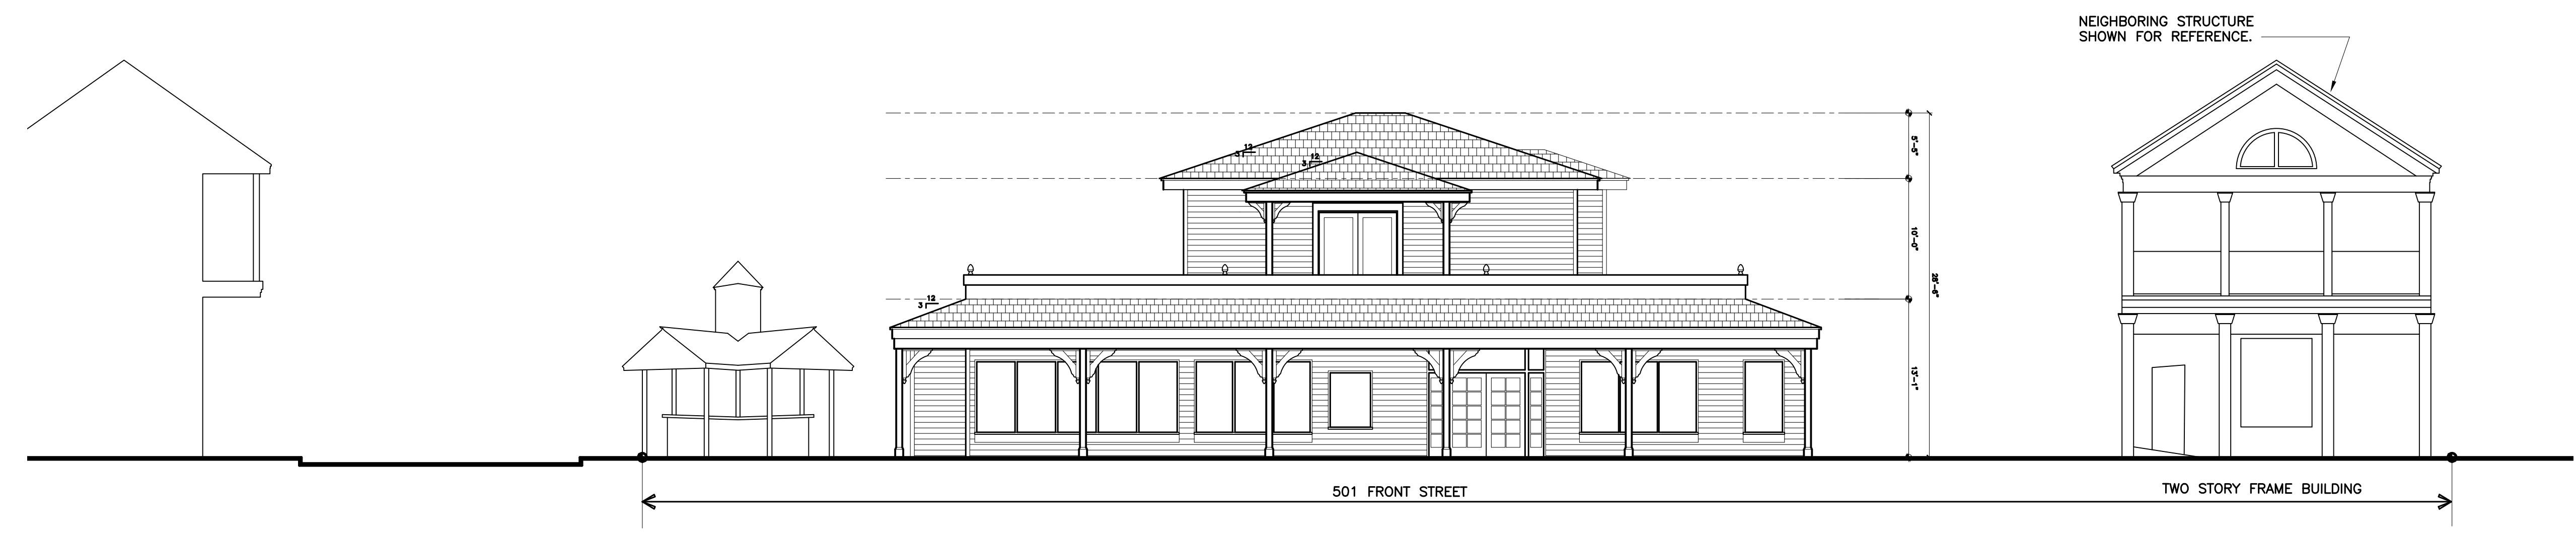 NEIGHBORING STRUCTURE
SHOWN FOR REFERENCE.
12
3
12
3
5'-5"
10'-0"
28'-6"
12
3
13'-1"
501 FRONT STREET
TWO STORY FRAME BUILDING